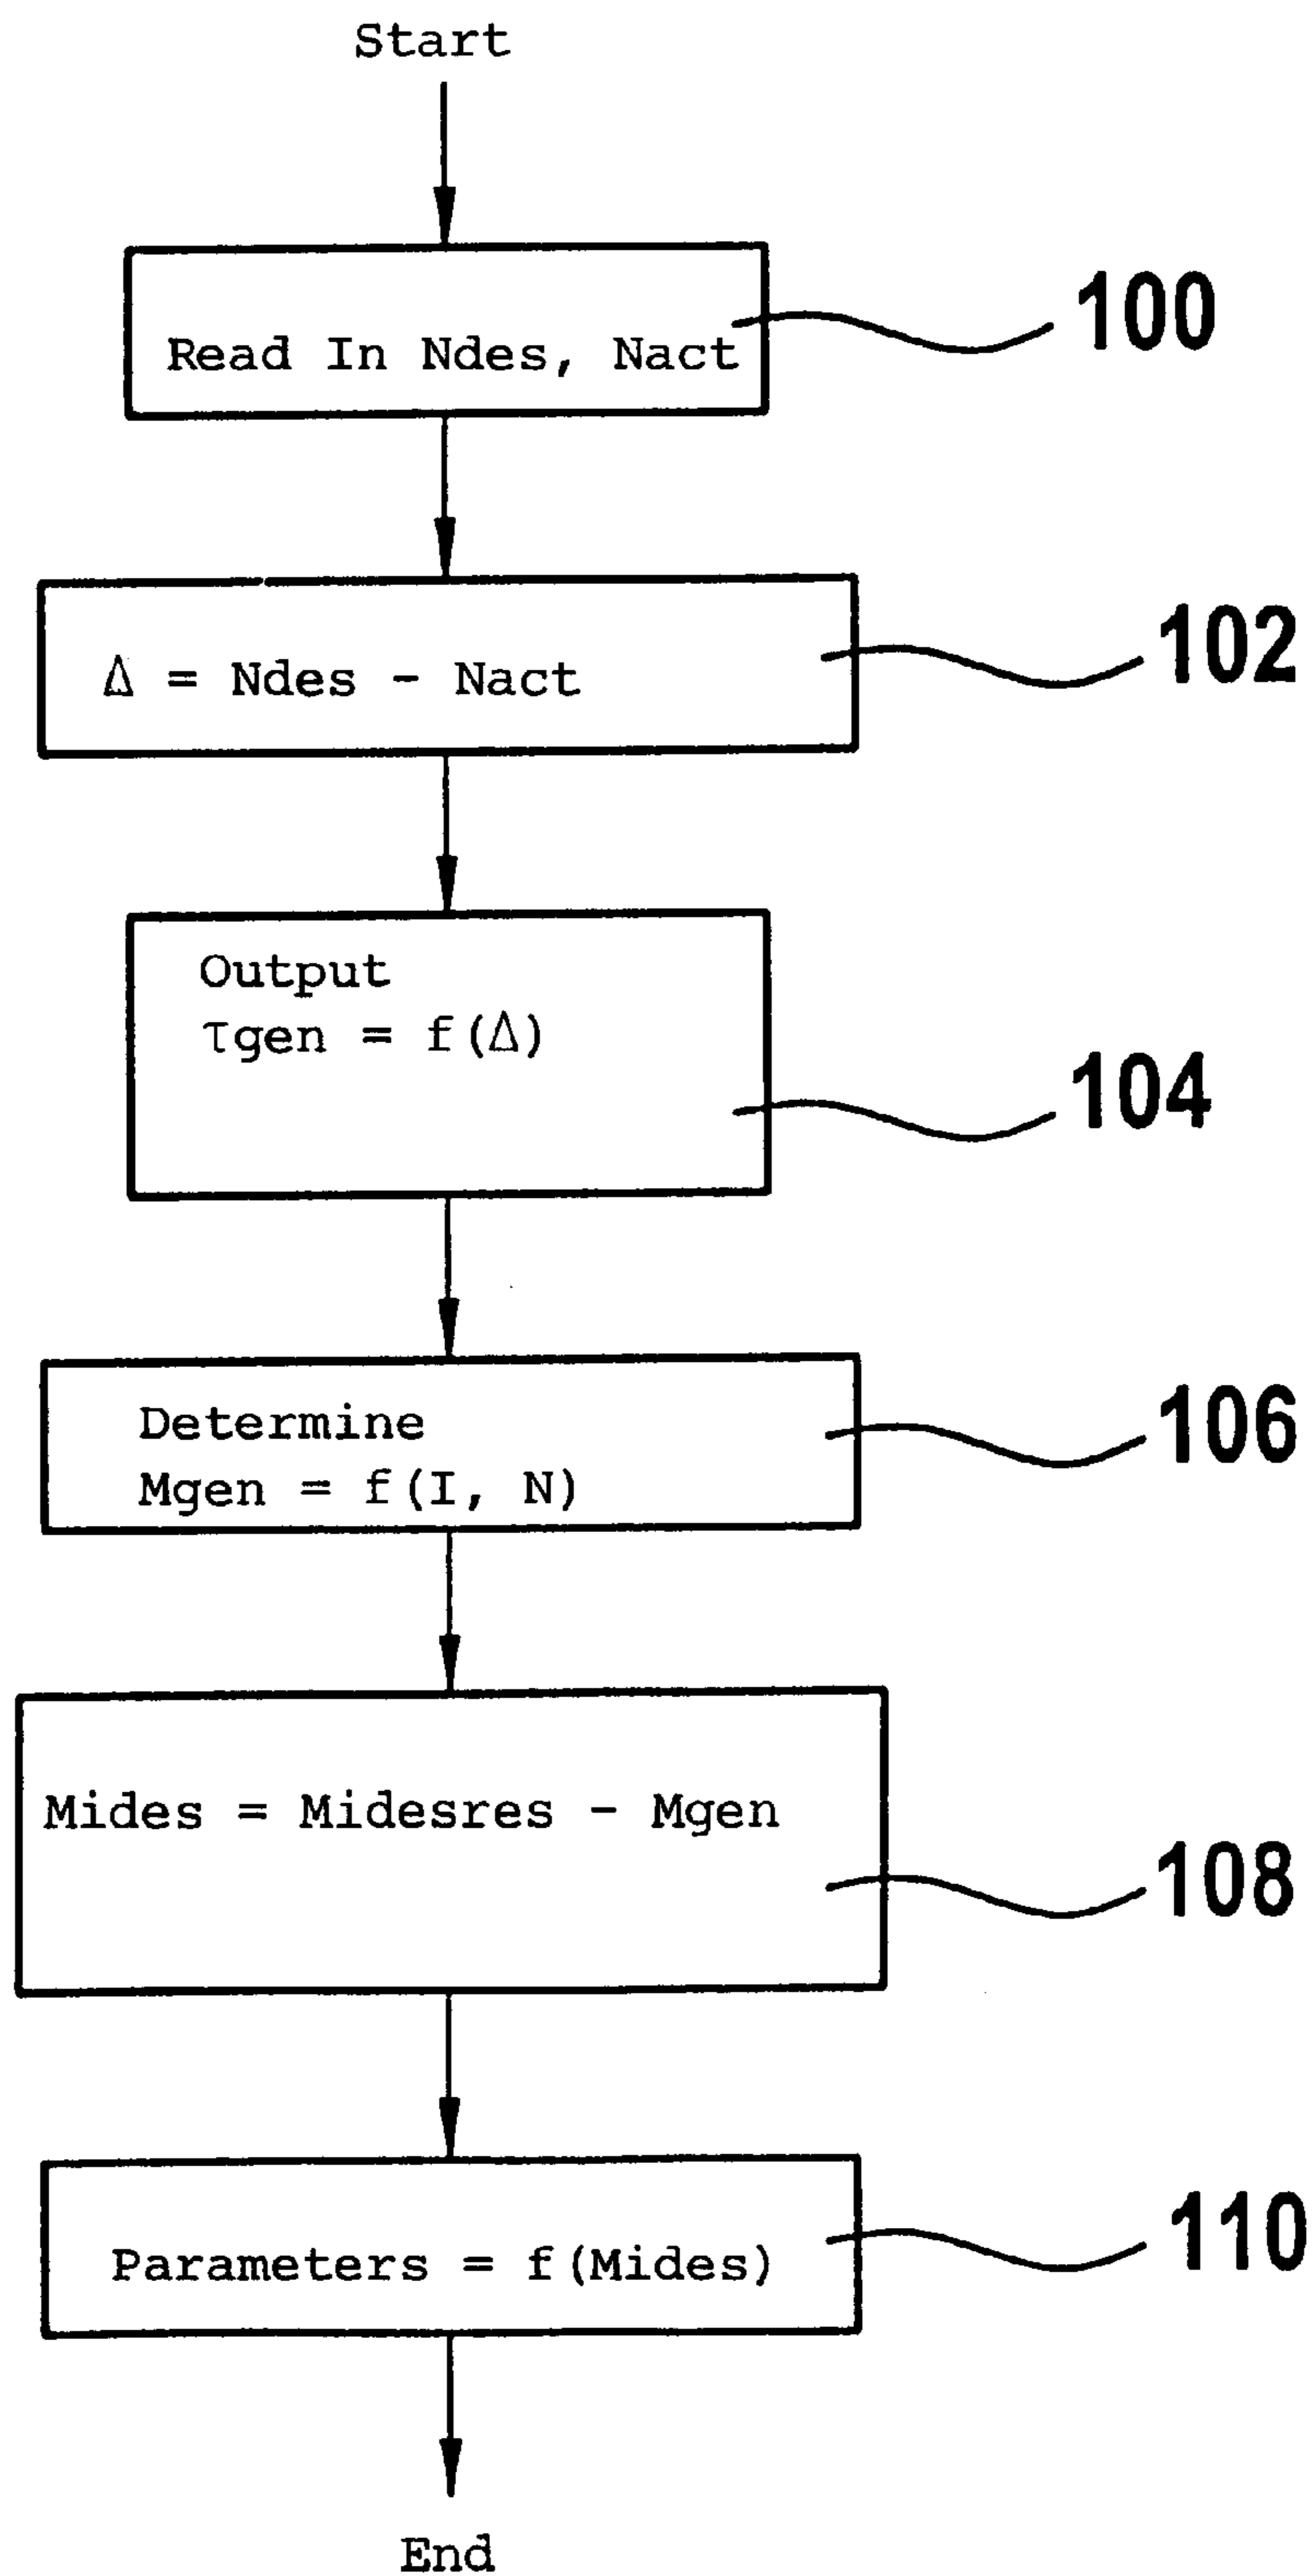 Start
Read In Ndes, Nact
100
Δ = Ndes - Nact
102
Output
τgen = f(Δ)
104
Determine
Mgen = f(I, N)
106
Mides = Midesres - Mgen
108
Parameters = f(Mides)
110
End